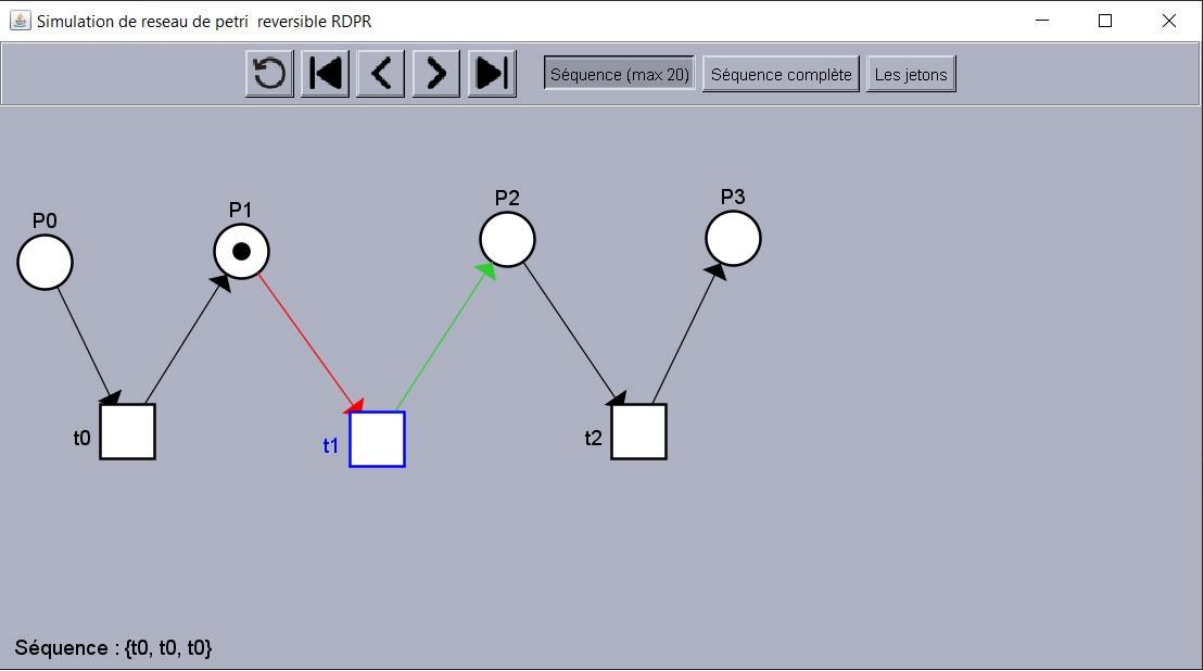 Simulation de reseau de petri  reversible RDPR
Séquence (max 20) Séquence complète Les jetons
P0 P1 P2 P3
t0 t1 t2
Séquence : {t0, t0, t0}